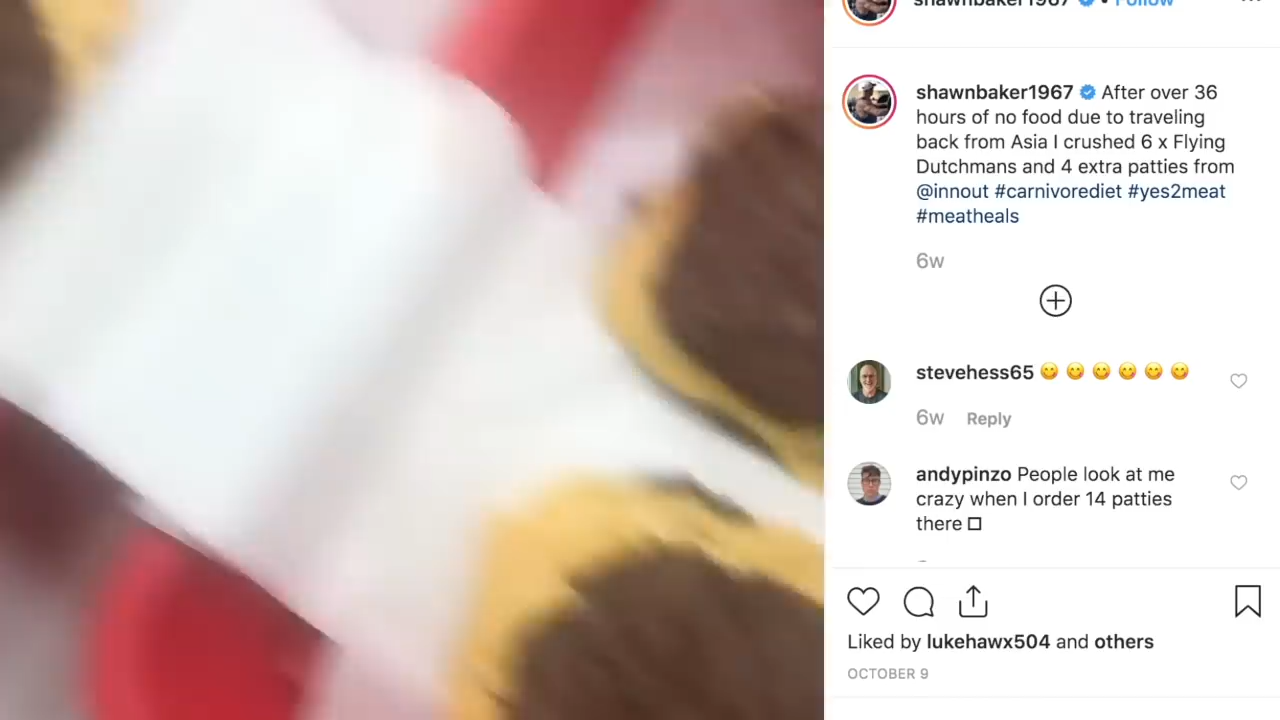 shawnbaker1967 • Follow
shawnbaker1967 After over 36
hours of no food due to traveling
back from Asia I crushed 6 x Flying
Dutchmans and 4 extra patties from
@innout #carnivorediet #yes2meat
#meatheals
6w
stevehess65 😋 😋 😋 😋 😋 😋
6w Reply
andypinzo People look at me
crazy when I order 14 patties
there □
Liked by lukehawx504 and others
OCTOBER 9